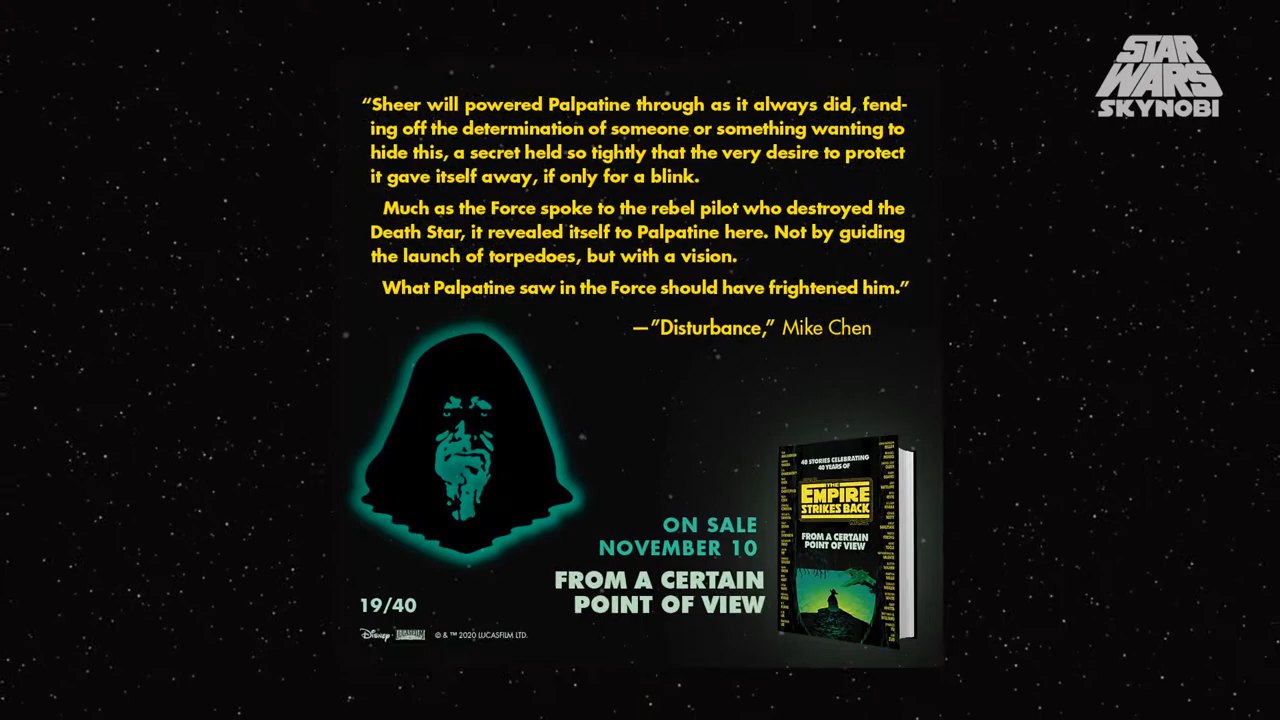 STAR
WARS
SKYNOBI
“Sheer will powered Palpatine through as it always did, fend-
ing off the determination of someone or something wanting to
hide this, a secret held so tightly that the very desire to protect
it gave itself away, if only for a blink.
Much as the Force spoke to the rebel pilot who destroyed the
Death Star, it revealed itself to Palpatine here. Not by guiding
the launch of torpedoes, but with a vision.
What Palpatine saw in the Force should have frightened him.”
—”Disturbance,” Mike Chen
40 STORIES CELEBRATING
40 YEARS OF
THE
EMPIRE
STRIKES BACK
FROM A CERTAIN
POINT OF VIEW
ON SALE
NOVEMBER 10
FROM A CERTAIN
POINT OF VIEW
19/40
Disney LUCASFILM © & ™ 2020 LUCASFILM LTD.